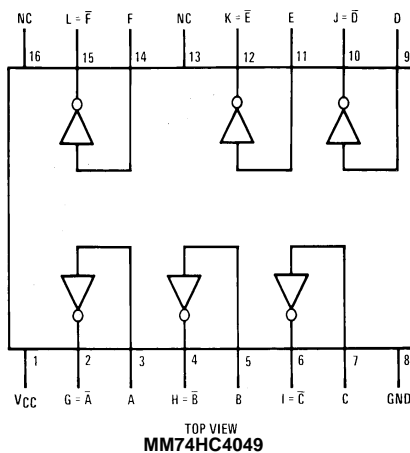 NC L = F̅ F NC K = E̅ E J = D̅ D
16 15 14 13 12 11 10 9
1 2 3 4 5 6 7 8
VCC G = A̅ A H = B̅ B I = C̅ C GND
TOP VIEW
MM74HC4049